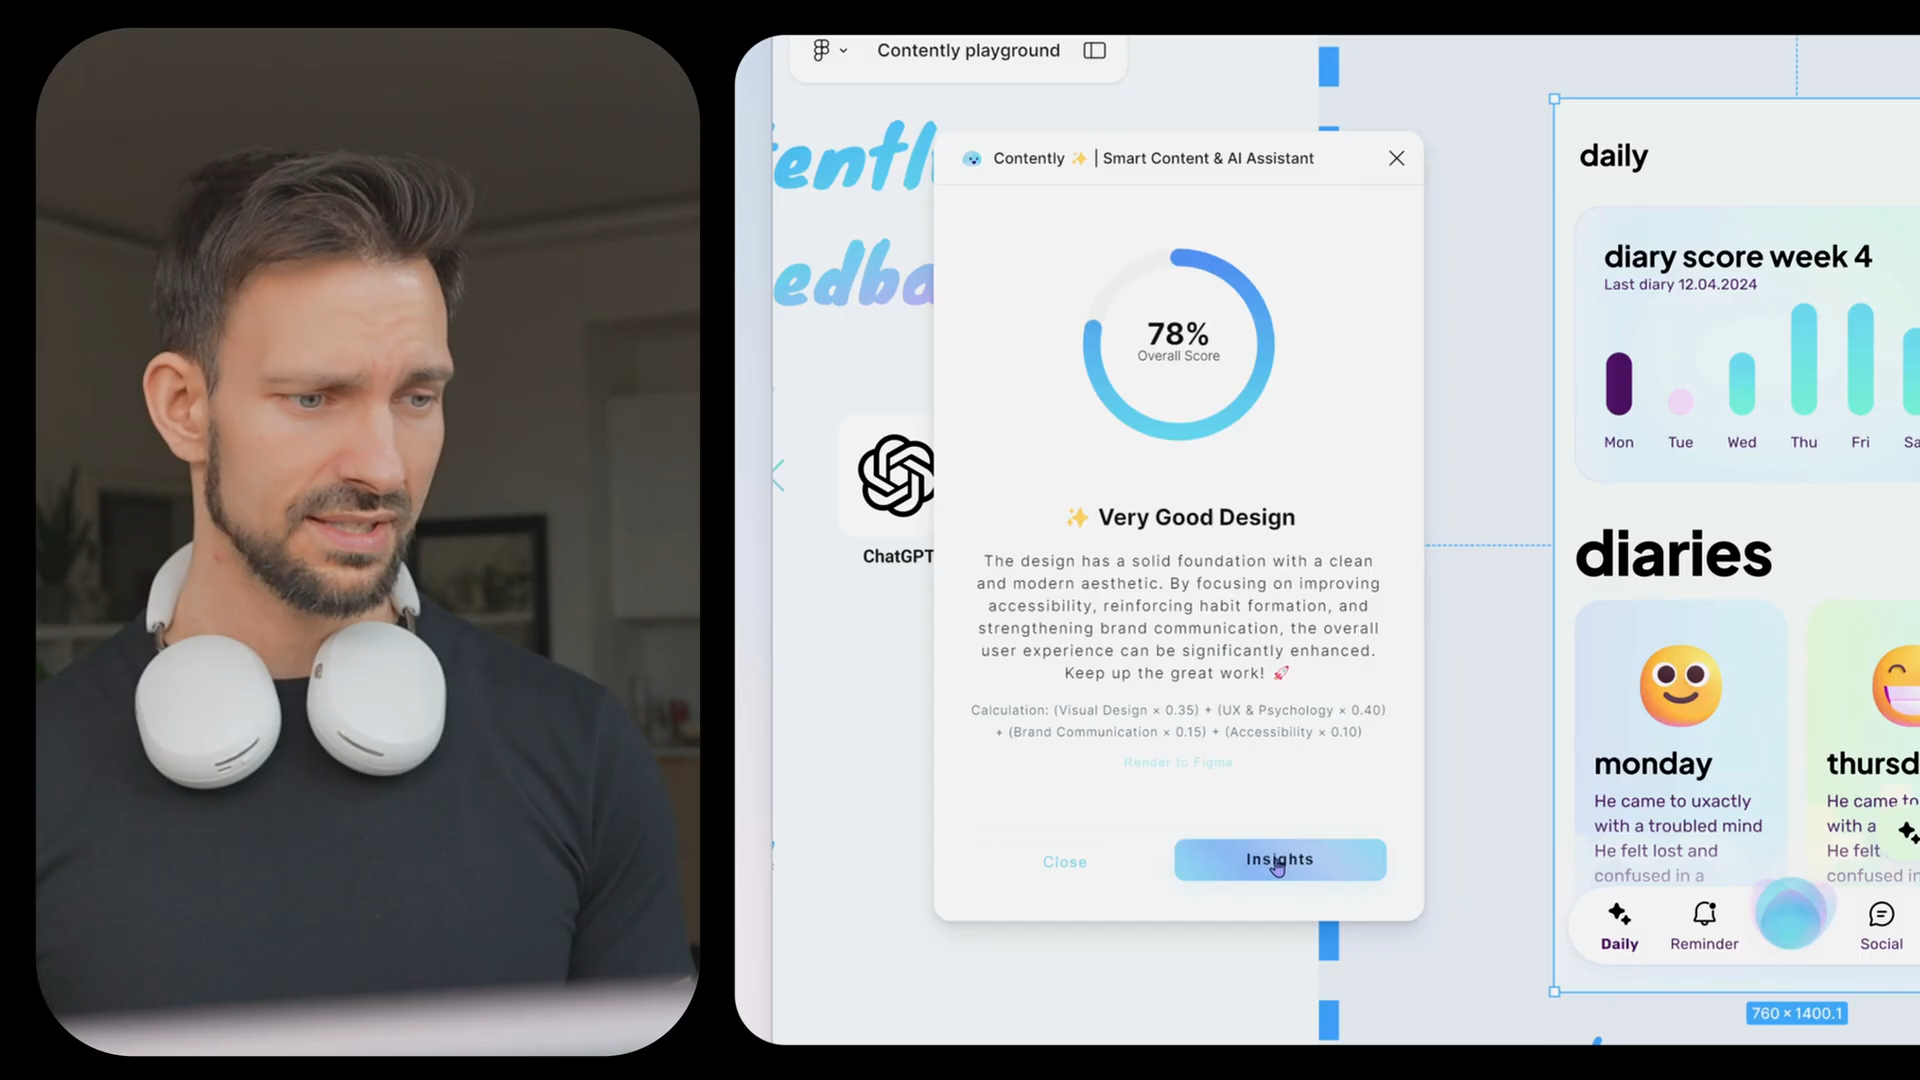 Contently playground
entl
edba
ChatGPT
Contently ✨ | Smart Content & AI Assistant
78%
Overall Score
✨ Very Good Design
The design has a solid foundation with a clean
and modern aesthetic. By focusing on improving
accessibility, reinforcing habit formation, and
strengthening brand communication, the overall
user experience can be significantly enhanced.
Keep up the great work! 🚀
Calculation: (Visual Design × 0.35) + (UX & Psychology × 0.40)
+ (Brand Communication × 0.15) + (Accessibility × 0.10)
Render to Figma
Close
Insights
daily
diary score week 4
Last diary 12.04.2024
Mon Tue Wed Thu Fri Sa
diaries
monday
He came to uxactly
with a troubled mind
He felt lost and
confused in a
thursd
He came to
with a
He felt
confused in
Daily
Reminder
Social
760 × 1400.1